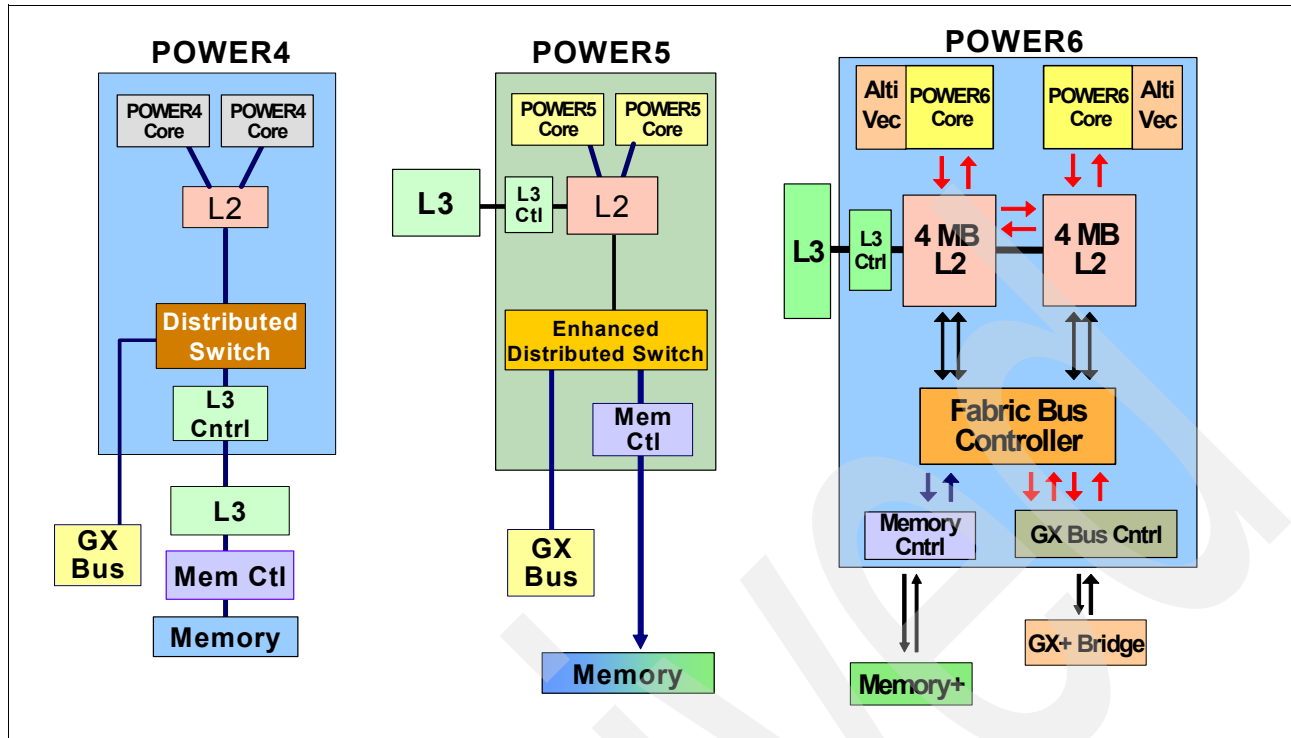 POWER4
POWER4
Core
POWER4
Core
L2
Distributed
Switch
L3
Cntrl
L3
GX
Bus
Mem Ctl
Memory
POWER5
POWER5
Core
POWER5
Core
L3
L3
Ctl
L2
Enhanced
Distributed Switch
Mem
Ctl
GX
Bus
Memory
POWER6
Alti
Vec
POWER6
Core
POWER6
Core
Alti
Vec
L3
L3
Ctrl
4 MB
L2
4 MB
L2
Fabric Bus
Controller
Memory
Cntrl
GX Bus Cntrl
GX+ Bridge
Memory+